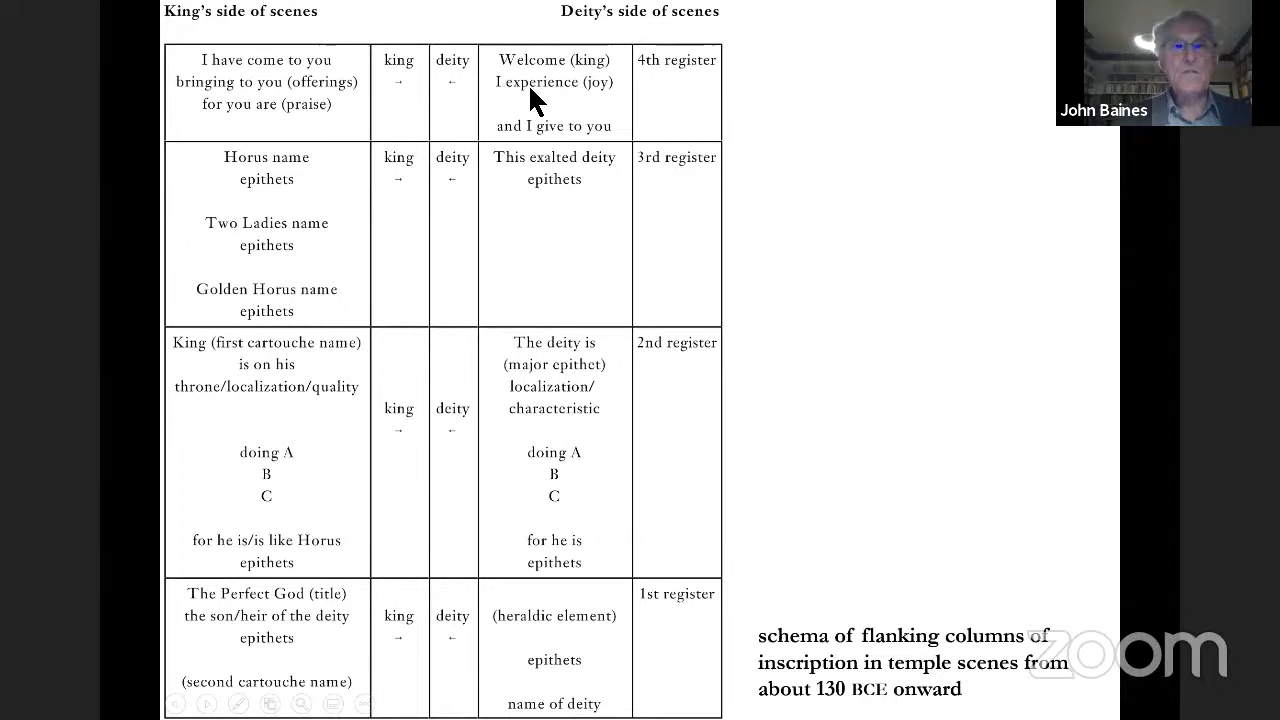 King's side of scenes
Deity's side of scenes
I have come to you
bringing to you (offerings)
for you are (praise)
king
→
deity
←
Welcome (king)
I experience (joy)
and I give to you
4th register
Horus name
epithets
Two Ladies name
epithets
Golden Horus name
epithets
king
→
deity
←
This exalted deity
epithets
3rd register
King (first cartouche name)
is on his
throne/localization/quality
doing A
B
C
for he is/is like Horus
epithets
king
→
deity
←
The deity is
(major epithet)
localization/
characteristic
doing A
B
C
for he is
epithets
2nd register
The Perfect God (title)
the son/heir of the deity
epithets
(second cartouche name)
king
→
deity
←
(heraldic element)
epithets
name of deity
1st register
schema of flanking columns of
inscription in temple scenes from
about 130 BCE onward
John Baines
zoom